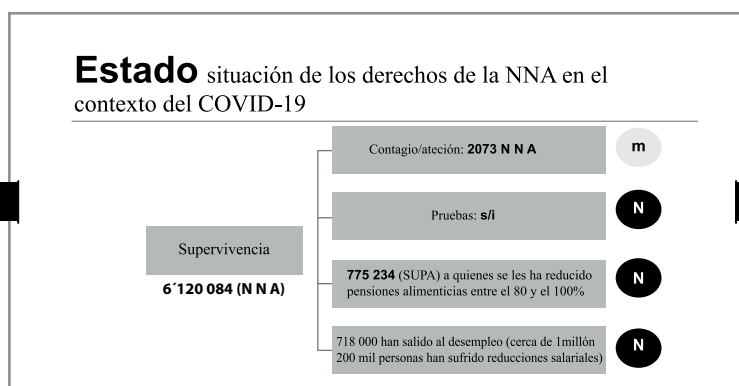 Estado situación de los derechos de la NNA en el
contexto del COVID-19
Contagio/ateción: 2073 N N A
m
Pruebas: s/i
N
Supervivencia
6´120 084 (N N A)
775 234 (SUPA) a quienes se les ha reducido
pensiones alimenticias entre el 80 y el 100%
N
718 000 han salido al desempleo (cerca de 1millón
200 mil personas han sufrido reducciones salariales)
N